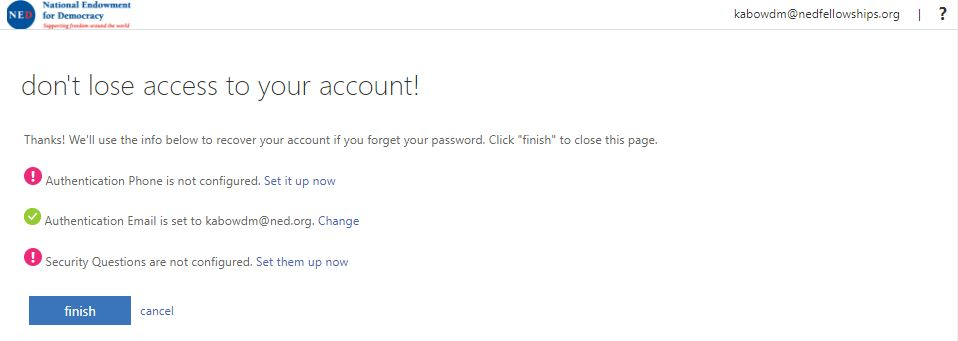 NED
National Endowment
for Democracy
Supporting freedom around the world
kabowdm@nedfellowships.org | ?
don't lose access to your account!
Thanks! We'll use the info below to recover your account if you forget your password. Click "finish" to close this page.
! Authentication Phone is not configured. Set it up now
Authentication Email is set to kabowdm@ned.org. Change
! Security Questions are not configured. Set them up now
finish cancel